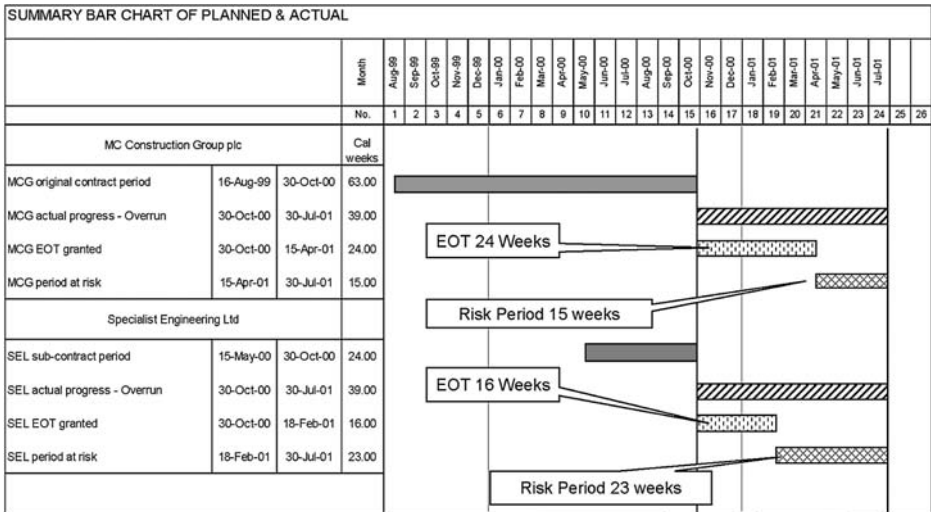 SUMMARY BAR CHART OF PLANNED & ACTUAL
Month Aug-99 Sep-99 Oct-99 Nov-99 Dec-99 Jan-00 Feb-00 Mar-00 Apr-00 May-00 Jun-00 Jul-00 Aug-00 Sep-00 Oct-00 Nov-00 Dec-00 Jan-01 Feb-01 Mar-01 Apr-01 May-01 Jun-01 Jul-01
No. 1 2 3 4 5 6 7 8 9 10 11 12 13 14 15 16 17 18 19 20 21 22 23 24 25 26
MC Construction Group plc Cal weeks
MCG original contract period 16-Aug-99 30-Oct-00 63.00
MCG actual progress - Overrun 30-Oct-00 30-Jul-01 39.00
MCG EOT granted 30-Oct-00 15-Apr-01 24.00
EOT 24 Weeks
MCG period at risk 15-Apr-01 30-Jul-01 15.00
Risk Period 15 weeks
Specialist Engineering Ltd
SEL sub-contract period 15-May-00 30-Oct-00 24.00
SEL actual progress - Overrun 30-Oct-00 30-Jul-01 39.00
EOT 16 Weeks
SEL EOT granted 30-Oct-00 18-Feb-01 16.00
SEL period at risk 18-Feb-01 30-Jul-01 23.00
Risk Period 23 weeks